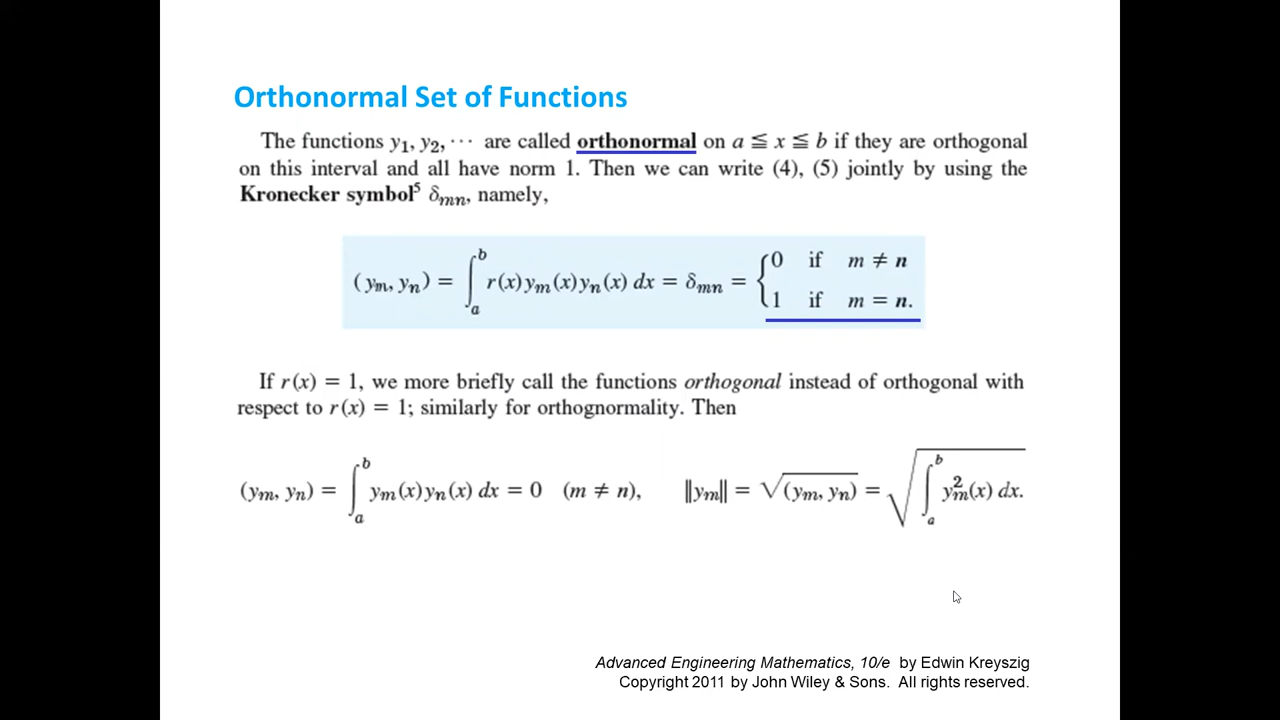 Orthonormal Set of Functions
The functions y₁, y₂, ⋯ are called orthonormal on a ≦ x ≦ b if they are orthogonal
on this interval and all have norm 1. Then we can write (4), (5) jointly by using the
Kronecker symbol⁵ δₘₙ, namely,
(yₘ, yₙ) = ∫ₐᵇ r(x)yₘ(x)yₙ(x) dx = δₘₙ = { 0 if m ≠ n
1 if m = n.
If r(x) = 1, we more briefly call the functions orthogonal instead of orthogonal with
respect to r(x) = 1; similarly for orthognormality. Then
(yₘ, yₙ) = ∫ₐᵇ yₘ(x)yₙ(x) dx = 0 (m ≠ n), ‖yₘ‖ = √(yₘ, yₙ) = √∫ₐᵇ yₘ²(x) dx.
Advanced Engineering Mathematics, 10/e by Edwin Kreyszig
Copyright 2011 by John Wiley & Sons. All rights reserved.